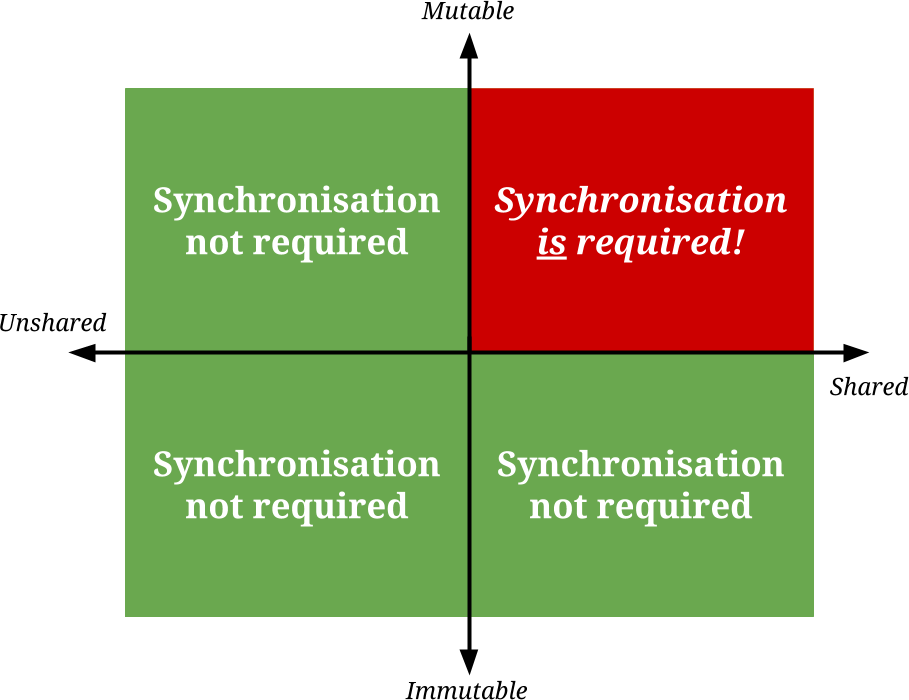 Mutable
Synchronisation
not required
Synchronisation
is required!
Unshared
Shared
Synchronisation
not required
Synchronisation
not required
Immutable